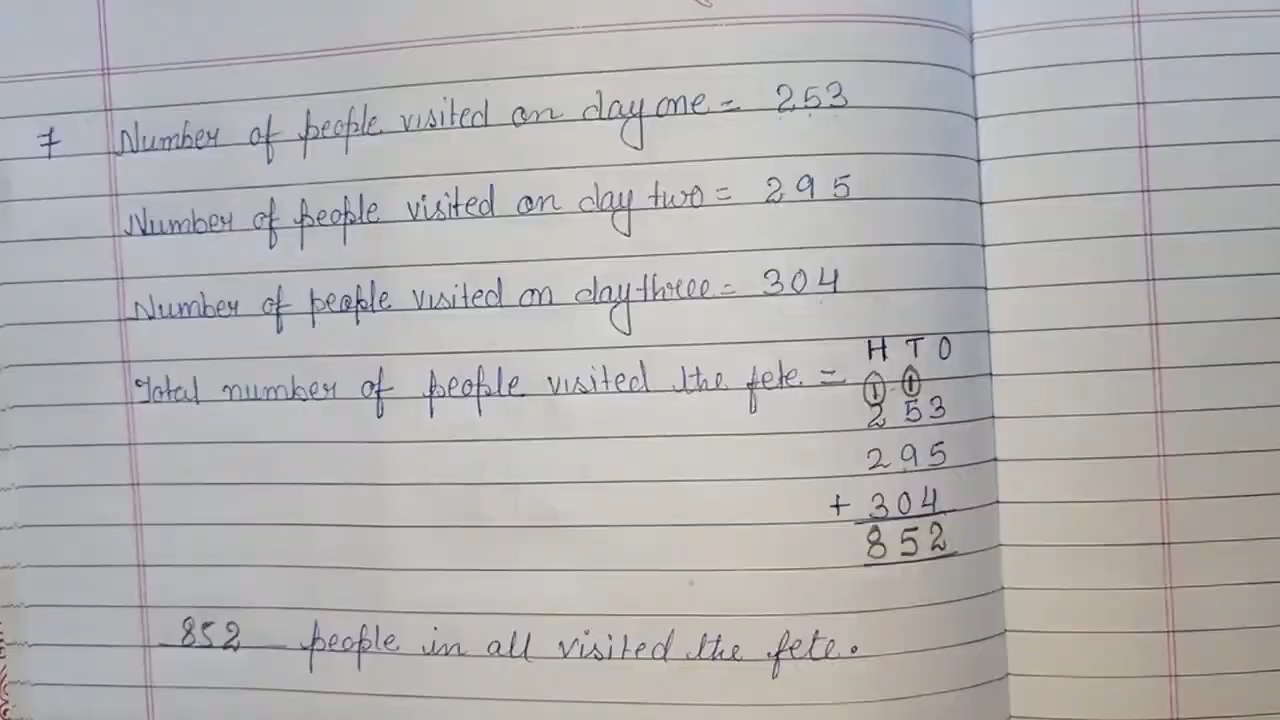 7 Number of people visited on day one = 253
Number of people visited on day two = 295
Number of people visited on day three = 304
H T O
Total number of people visited the fete. = 1 1
253
295
+ 304
852
852 people in all visited the fete.